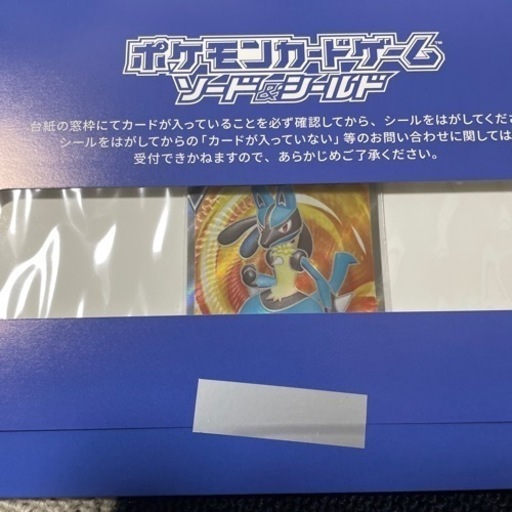 ポケモンカードゲーム
ソード&シールド
台紙の窓枠にてカードが入っていることを必ず確認してから、シールをはがしてくださ
シールをはがしてからの「カードが入っていない」等のお問い合わせに関しては
受付できかねますので、あらかじめご了承ください。